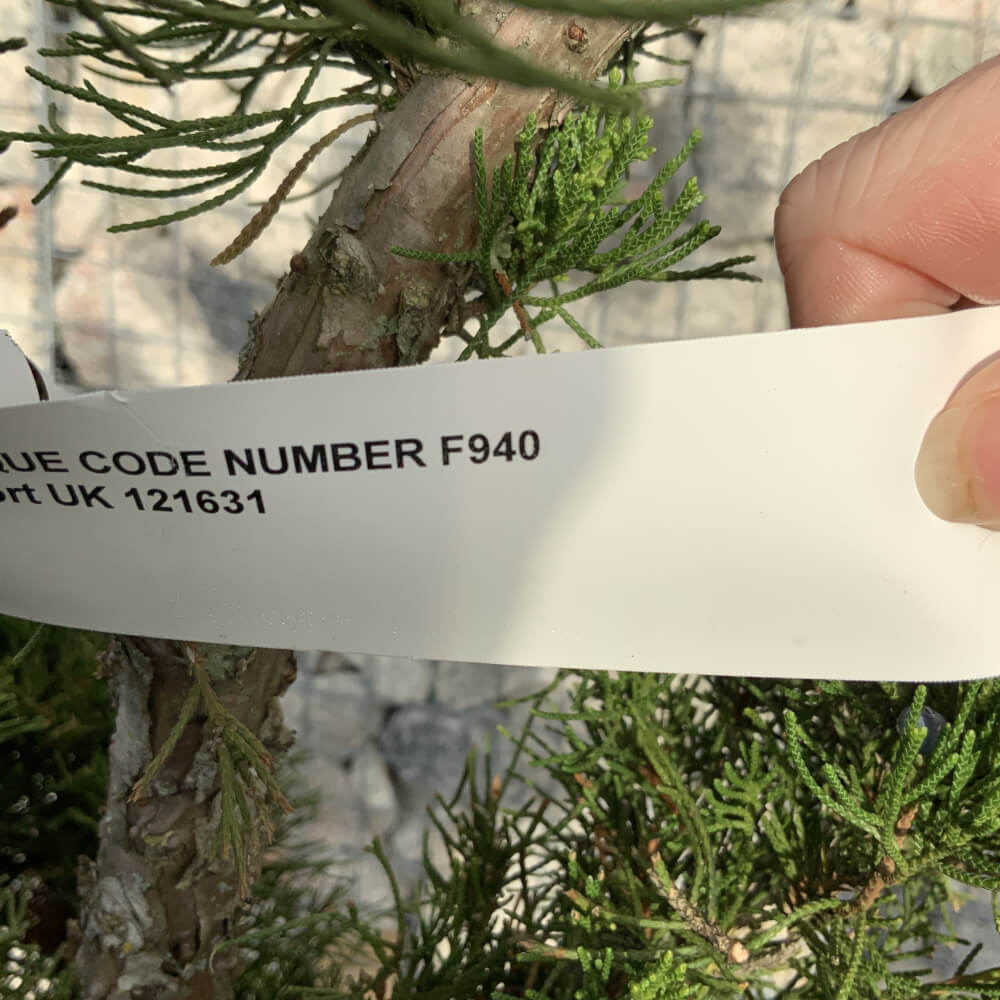 QUE CODE NUMBER F940
ort UK 121631